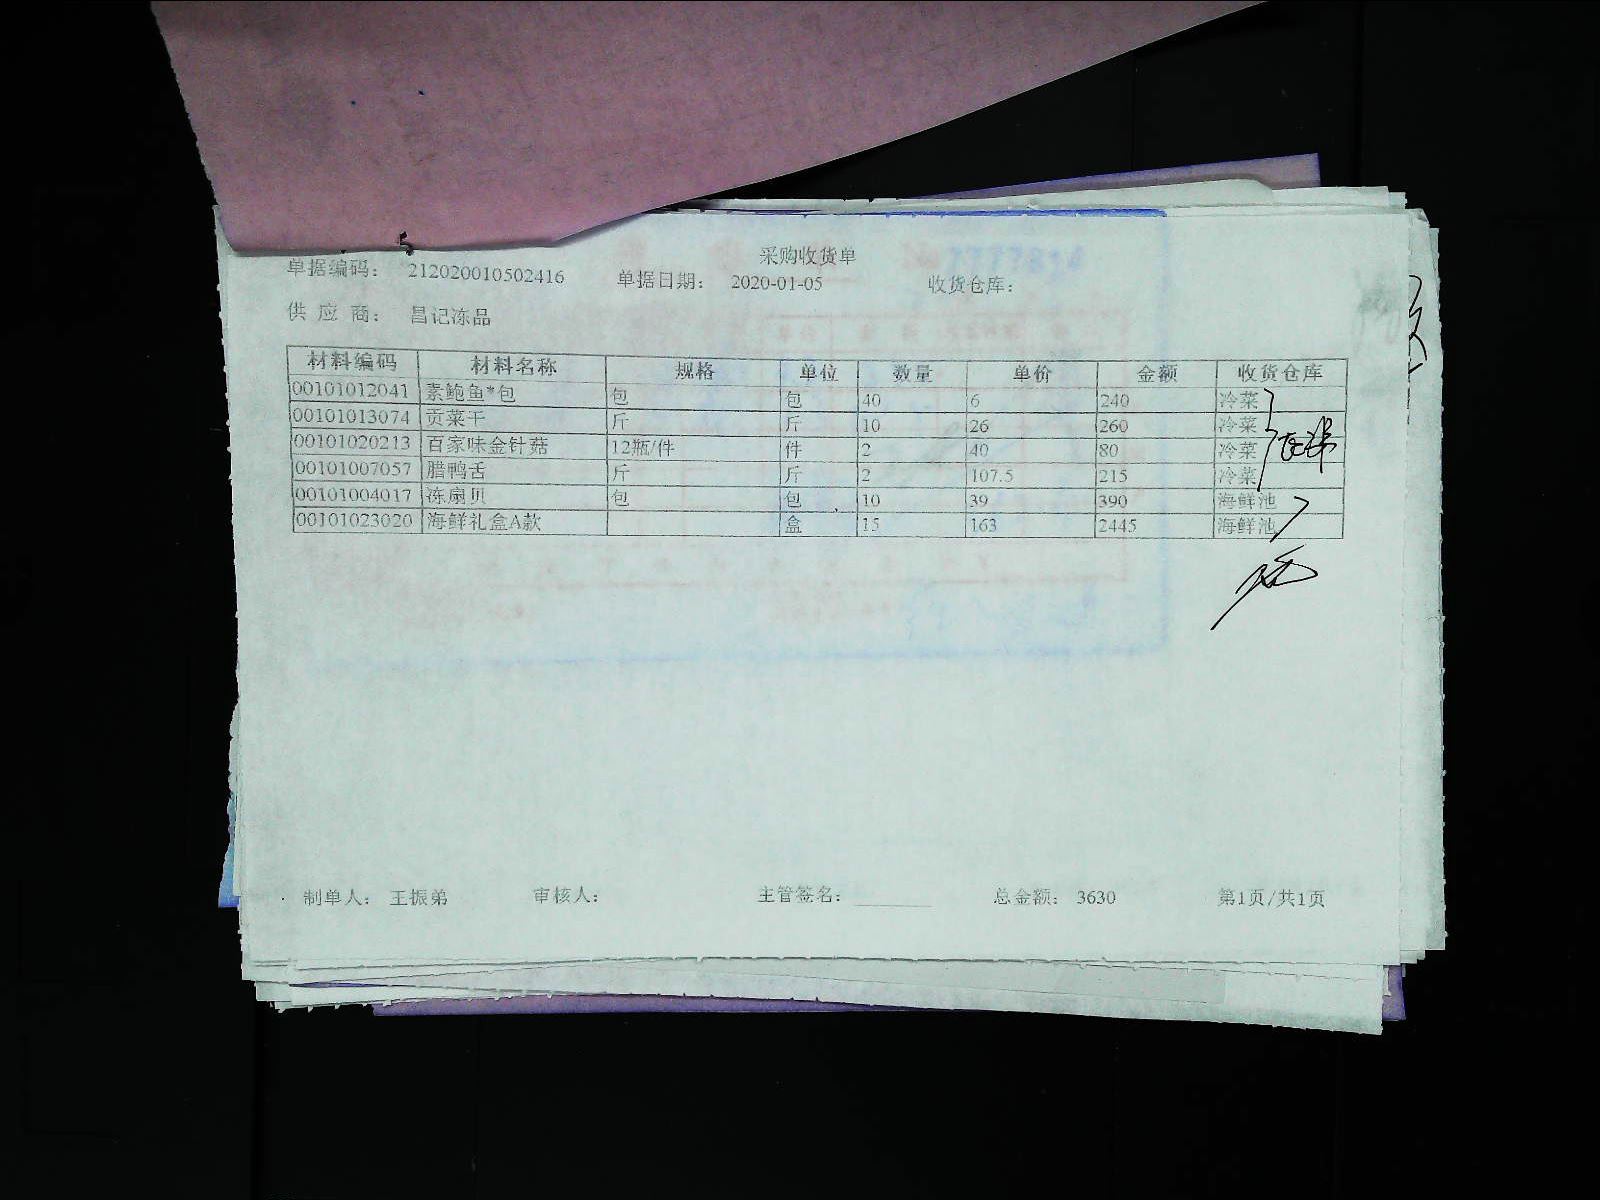 采购收货单
单据编码： 212020010502416 单据日期： 2020-01-05 收货仓库：
供 应 商： 昌记冻品
材料编码 材料名称 规格 单位 数量 单价 金额 收货仓库
00101012041 素鲍鱼*包 包 包 40 6 240 冷菜
00101013074 贡菜干 斤 斤 10 26 260 冷菜
00101020213 百家味金针菇 12瓶/件 件 2 40 80 冷菜
00101007057 腊鸭舌 斤 斤 2 107.5 215 冷菜
00101004017 冻扇贝 包 包 10 39 390 海鲜池
00101023020 海鲜礼盒A款 盒 15 163 2445 海鲜池
制单人： 王振弟 审核人： 主管签名： 总金额： 3630 第1页/共1页